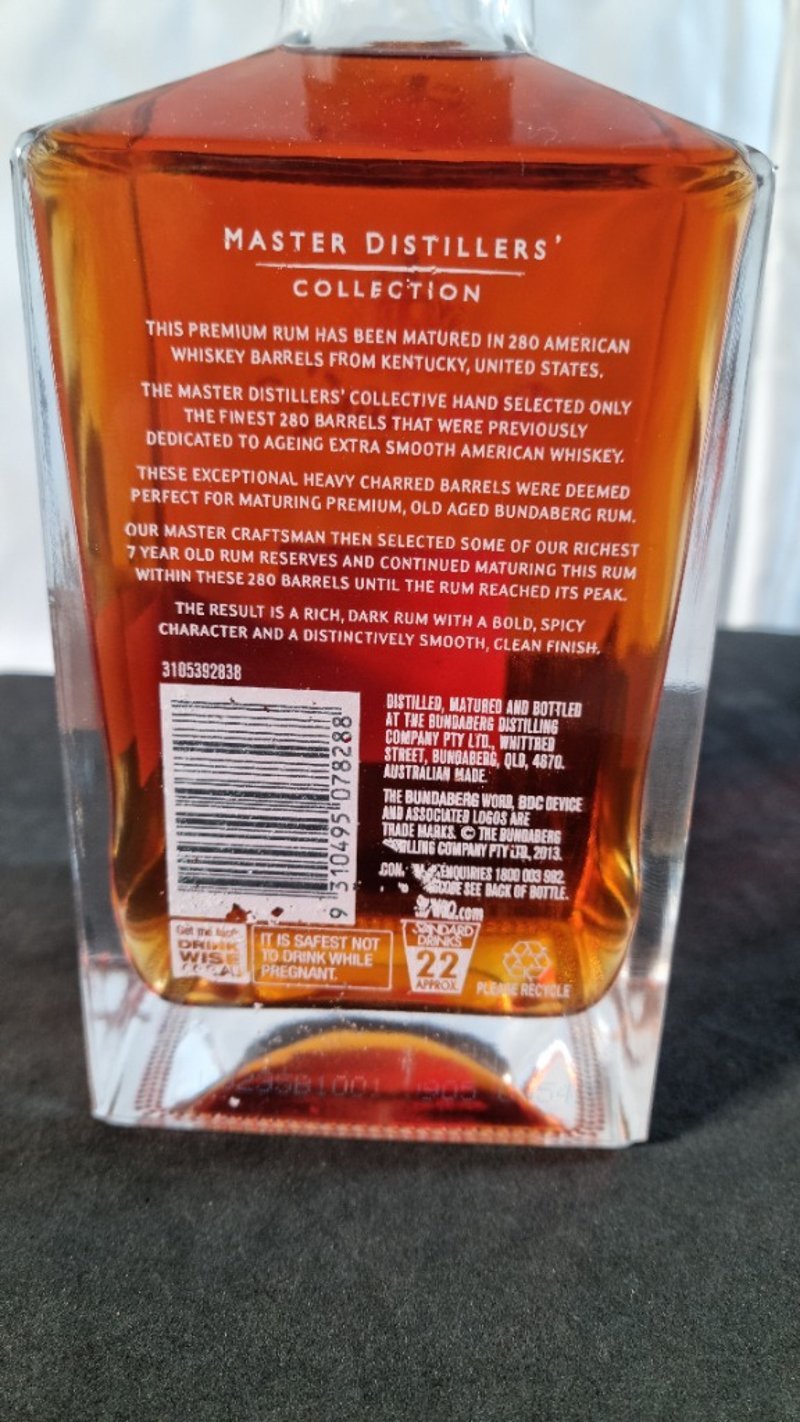 MASTER DISTILLERS'
COLLECTION
THIS PREMIUM RUM HAS BEEN MATURED IN 280 AMERICAN
WHISKEY BARRELS FROM KENTUCKY, UNITED STATES.
THE MASTER DISTILLERS' COLLECTIVE HAND SELECTED ONLY
THE FINEST 280 BARRELS THAT WERE PREVIOUSLY
DEDICATED TO AGEING EXTRA SMOOTH AMERICAN WHISKEY.
THESE EXCEPTIONAL HEAVY CHARRED BARRELS WERE DEEMED
PERFECT FOR MATURING PREMIUM, OLD AGED BUNDABERG RUM.
OUR MASTER CRAFTSMAN THEN SELECTED SOME OF OUR RICHEST
7 YEAR OLD RUM RESERVES AND CONTINUED MATURING THIS RUM
WITHIN THESE 280 BARRELS UNTIL THE RUM REACHED ITS PEAK.
THE RESULT IS A RICH, DARK RUM WITH A BOLD, SPICY
CHARACTER AND A DISTINCTIVELY SMOOTH, CLEAN FINISH.
3105392838
9 310495 078288
DISTILLED, MATURED AND BOTTLED
AT THE BUNDABERG DISTILLING
COMPANY PTY LTD., WHITTRED
STREET, BUNDABERG, QLD, 4670.
AUSTRALIAN MADE.
THE BUNDABERG WORD, BDC DEVICE
AND ASSOCIATED LOGOS ARE
TRADE MARKS. © THE BUNDABERG
COMPANY PTY LTD, 2013.
ENQUIRIES 1800 003 982.
SEE BACK OF BOTTLE.
.com
Get the facts
DRINK
WISE
IT IS SAFEST NOT
TO DRINK WHILE
PREGNANT.
STANDARD
DRINKS
22
APPROX.
PLEASE RECYCLE